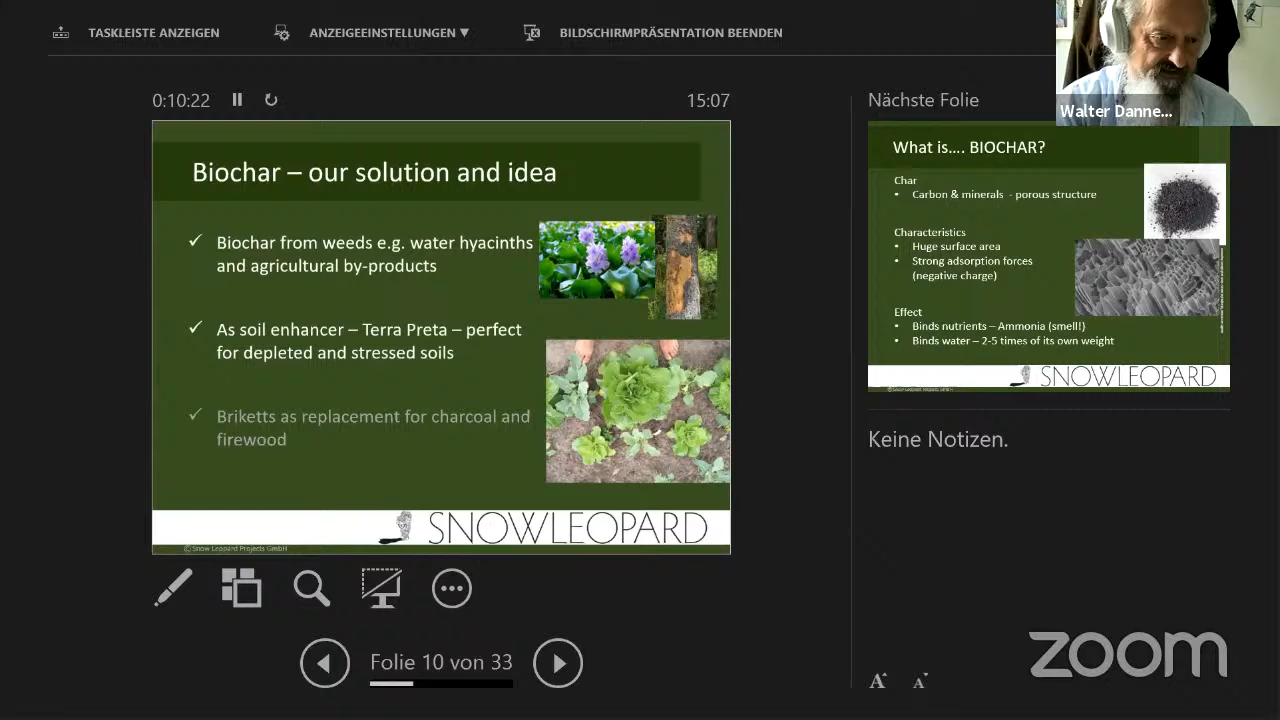 TASKLEISTE ANZEIGEN
ANZEIGEEINSTELLUNGEN ▼
BILDSCHIRMPRÄSENTATION BEENDEN
Walter Danne...
0:10:22
15:07
Biochar – our solution and idea
✓ Biochar from weeds e.g. water hyacinths
and agricultural by-products
✓ As soil enhancer – Terra Preta – perfect
for depleted and stressed soils
✓ Briketts as replacement for charcoal and
firewood
SNOWLEOPARD
©Snow Leopard Projects GmbH
Folie 10 von 33
Nächste Folie
What is.... BIOCHAR?
Char
• Carbon & minerals - porous structure
Characteristics
• Huge surface area
• Strong adsorption forces
(negative charge)
Effect
• Binds nutrients – Ammonia (smell!)
• Binds water – 2-5 times of its own weight
SNOWLEOPARD
©Snow Leopard Projects GmbH
Keine Notizen.
A A
zoom